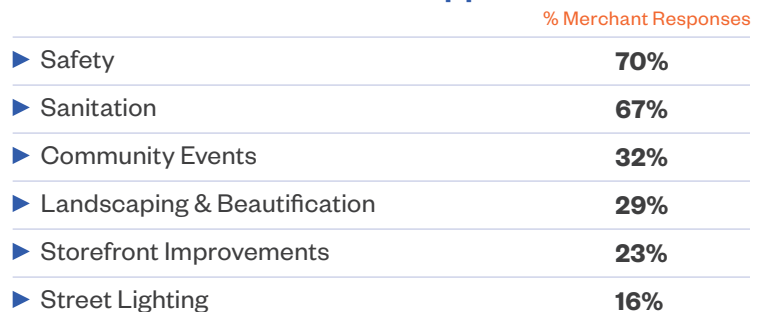 % Merchant Responses
Safety 70%
Sanitation 67%
Community Events 32%
Landscaping & Beautification 29%
Storefront Improvements 23%
Street Lighting 16%